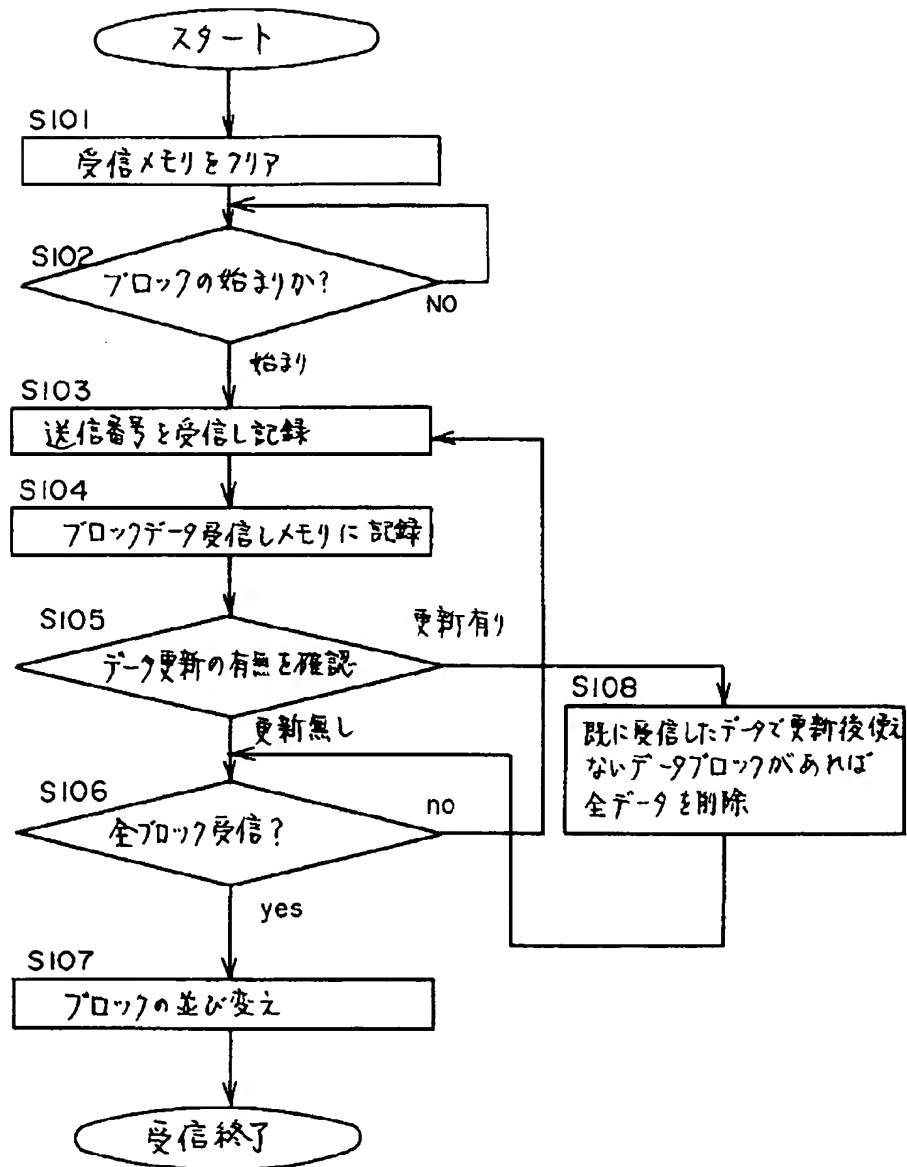 スタート
S101
受信メモリをクリア
S102
ブロックの始まりか?
NO
始まり
S103
送信番号を受信し記録
S104
ブロックデータ受信しメモリに記録
S105
更新有り
データ更新の有無を確認
S108
更新無し
既に受信したデータで更新後使え
ないデータブロックがあれば
全データを削除
S106
no
全ブロック受信?
yes
S107
ブロックの並び変え
受信終了